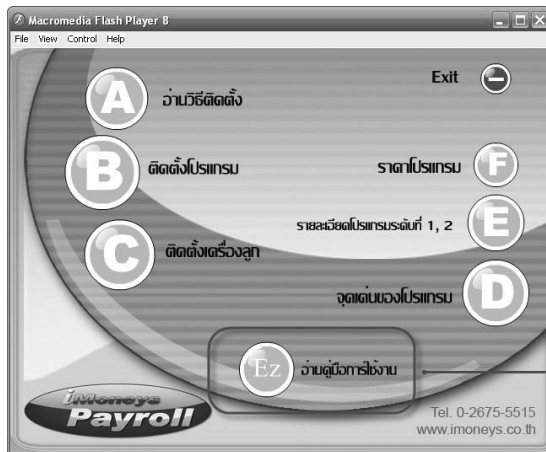 Macromedia Flash Player 8
File View Control Help
A อ่านวิธีติดตั้ง
Exit
B ติดตั้งโปรแกรม
ราคาโปรแกรม F
รายละเอียดโปรแกรมระดับที่ 1, 2 E
C ติดตั้งเครื่องลูก
จุดเด่นของโปรแกรม D
Ez อ่านคู่มือการใช้งาน
iMoneys
Payroll
Tel. 0-2675-5515
www.imoneys.co.th